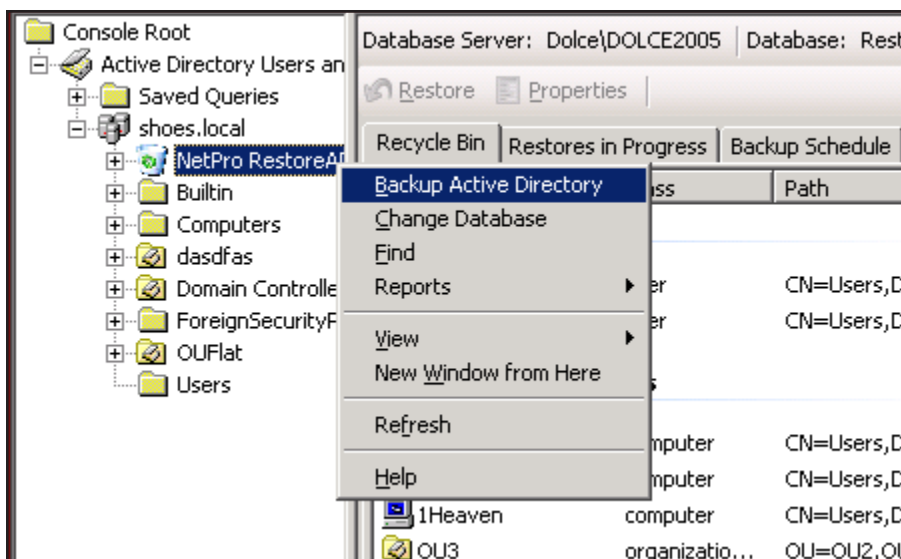 Console Root
Active Directory Users an
Saved Queries
shoes.local
NetPro RestoreAD
Builtin
Computers
dasdfas
Domain Controlle
ForeignSecurityP
OUFlat
Users
Database Server: Dolce\DOLCE2005 Database: Rest
Restore Properties
Recycle Bin Restores in Progress Backup Schedule
ss Path
er CN=Users,D
er CN=Users,D
s
mputer CN=Users,D
mputer CN=Users,D
1Heaven computer CN=Users,D
OU3 organizatio... OU=OU2,OU
Backup Active Directory
Change Database
Find
Reports
View
New Window from Here
Refresh
Help